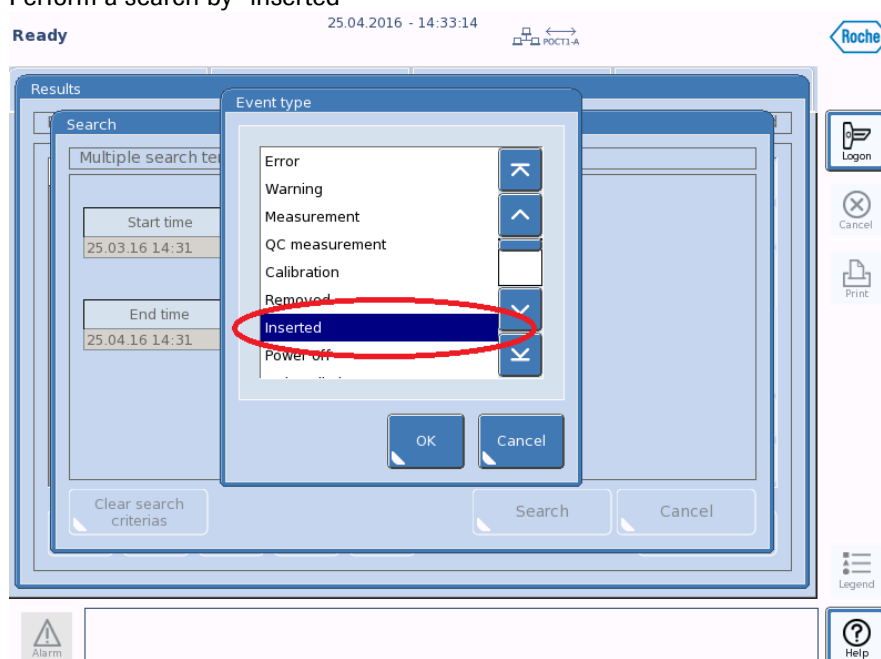 Perform a search by "Inserted"
Ready
25.04.2016 - 14:33:14
POCT1-A
Roche
Results
Search
Event type
Multiple search ter
Start time
25.03.16 14:31
End time
25.04.16 14:31
Error
Warning
Measurement
QC measurement
Calibration
Removed
Inserted
Power off
OK
Cancel
Clear search
criterias
Search
Cancel
Logon
Cancel
Print
Legend
Alarm
Help